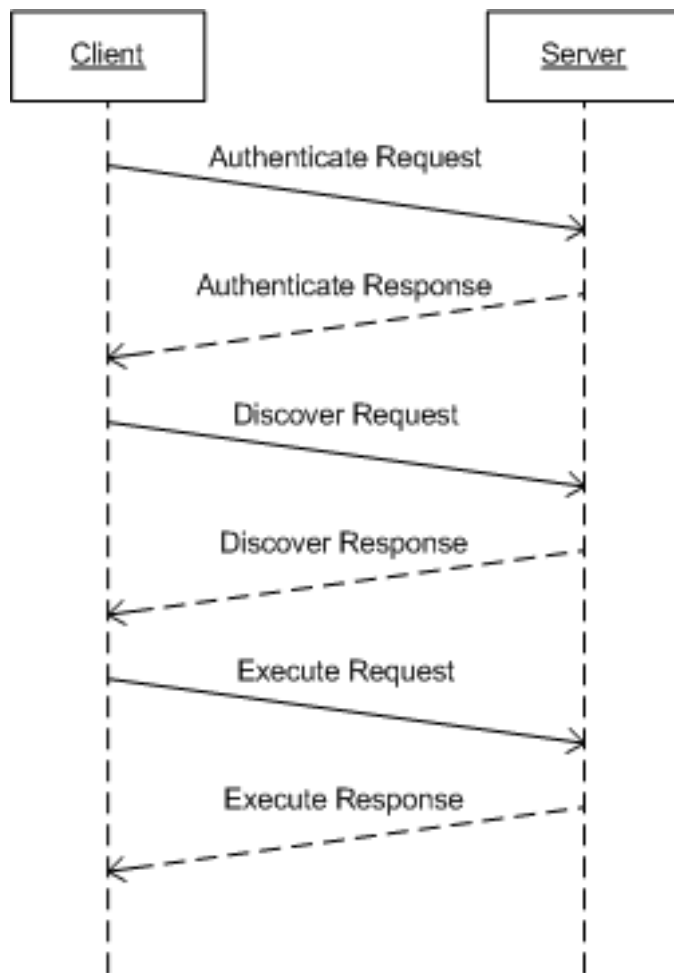 Client
Server
Authenticate Request
Authenticate Response
Discover Request
Discover Response
Execute Request
Execute Response